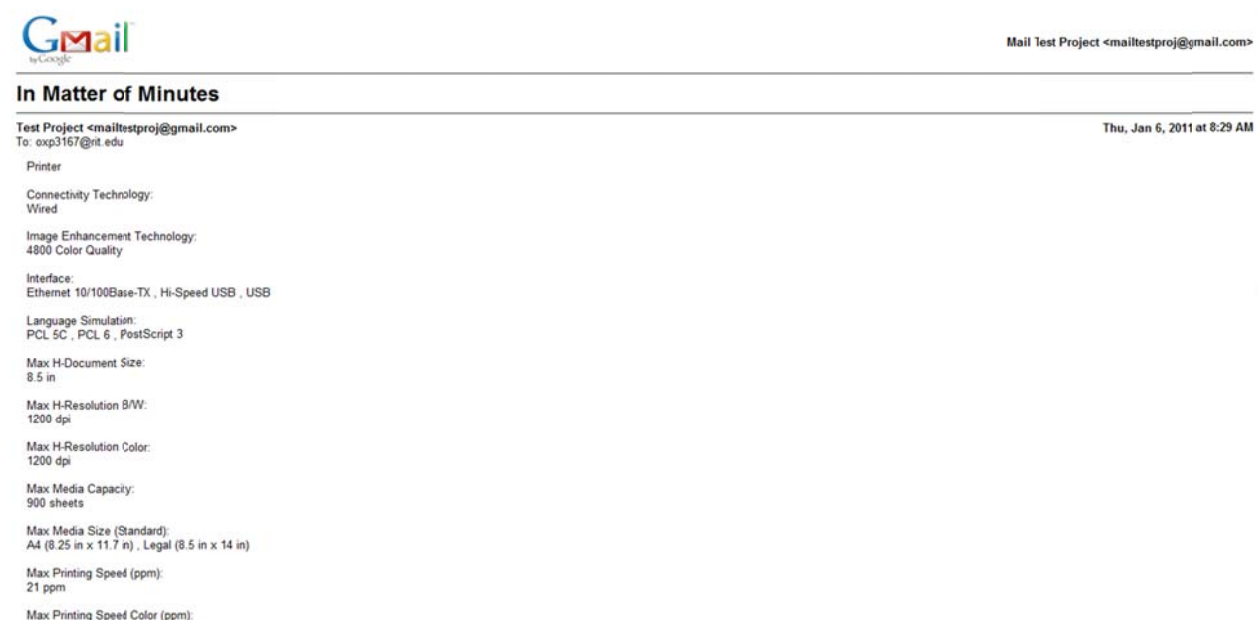 Gmail
by Google
Mail Test Project <mailtestproj@gmail.com>
In Matter of Minutes
Test Project <mailtestproj@gmail.com>
Thu, Jan 6, 2011 at 8:29 AM
To: oxp3167@rit.edu
Printer
Connectivity Technology:
Wired
Image Enhancement Technology:
4800 Color Quality
Interface:
Ethernet 10/100Base-TX , Hi-Speed USB , USB
Language Simulation:
PCL 5C , PCL 6 , PostScript 3
Max H-Document Size:
8.5 in
Max H-Resolution B/W:
1200 dpi
Max H-Resolution Color:
1200 dpi
Max Media Capacity:
900 sheets
Max Media Size (Standard):
A4 (8.25 in x 11.7 n) , Legal (8.5 in x 14 in)
Max Printing Speed (ppm):
21 ppm
Max Printing Speed Color (ppm):